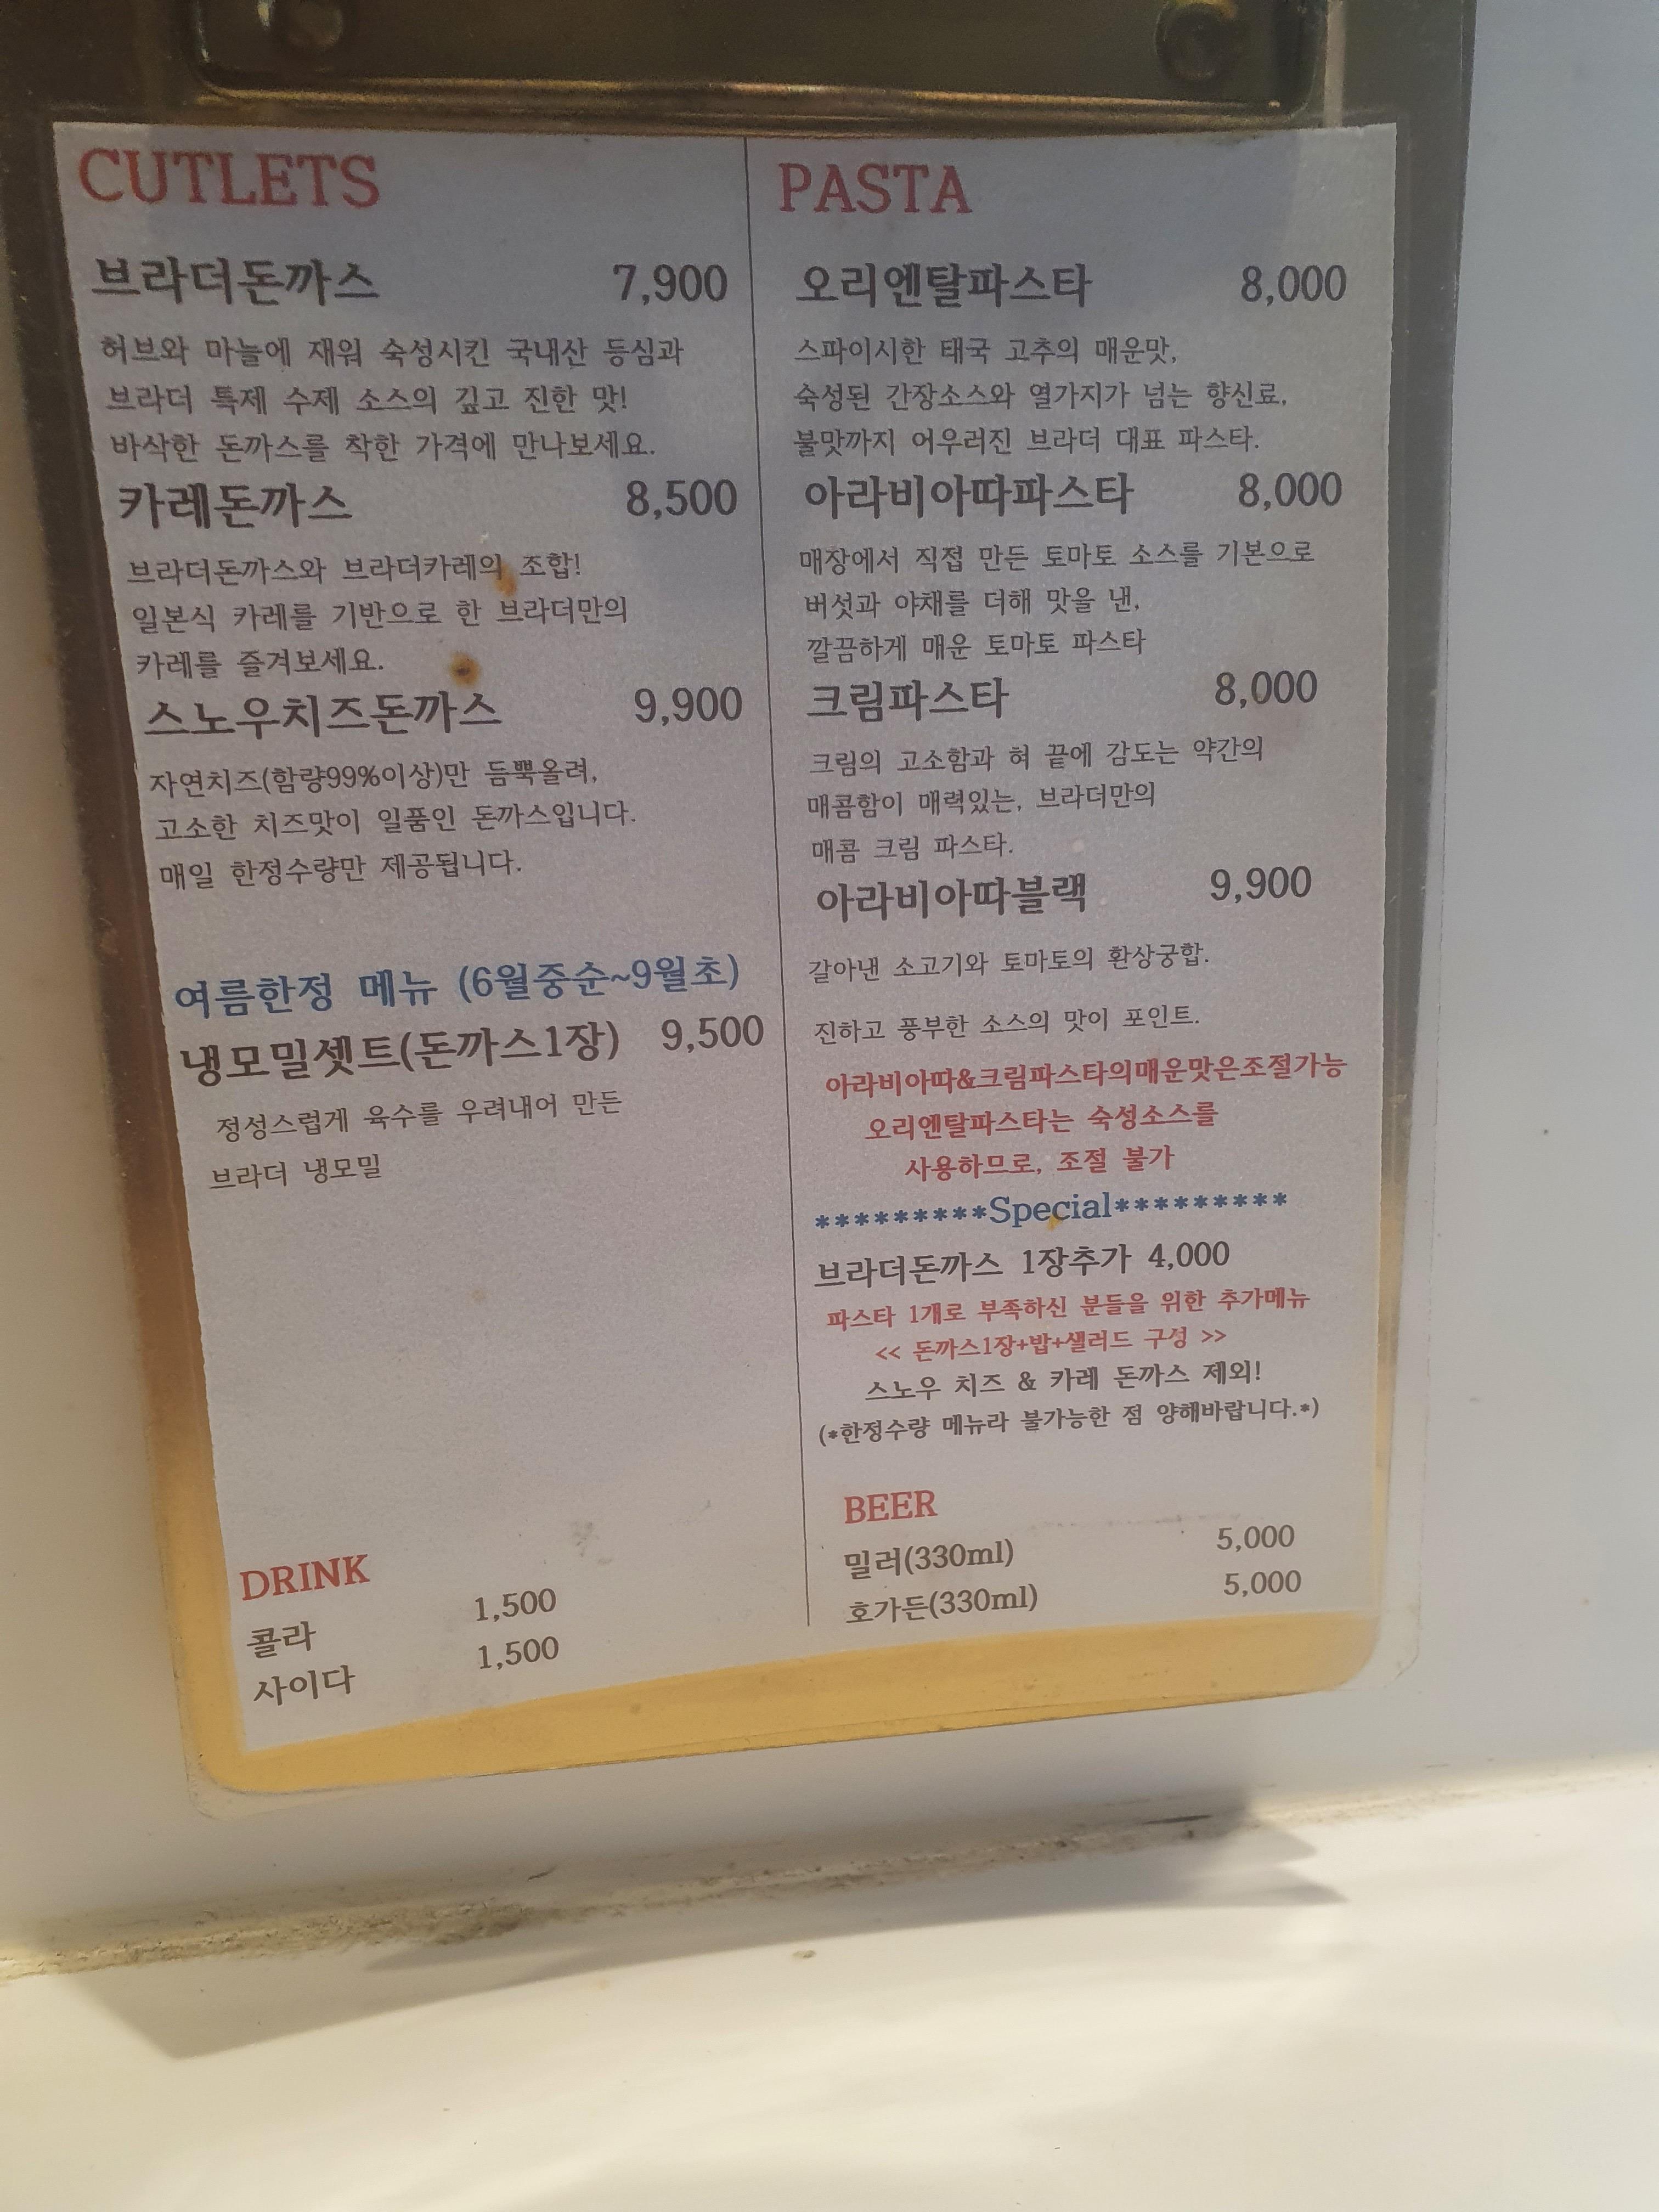 CUTLETS
브라더돈까스 7,900
허브와 마늘에 재워 숙성시킨 국내산 등심과
브라더 특제 수제 소스의 깊고 진한 맛!
바삭한 돈까스를 착한 가격에 만나보세요.
카레돈까스 8,500
브라더돈까스와 브라더카레의 조합!
일본식 카레를 기반으로 한 브라더만의
카레를 즐겨보세요.
스노우치즈돈까스 9,900
자연치즈(함량99%이상)만 듬뿍올려,
고소한 치즈맛이 일품인 돈까스입니다.
매일 한정수량만 제공됩니다.
여름한정 메뉴 (6월중순~9월초)
냉모밀셋트(돈까스1장) 9,500
정성스럽게 육수를 우려내어 만든
브라더 냉모밀
DRINK
콜라 1,500
사이다 1,500
PASTA
오리엔탈파스타 8,000
스파이시한 태국 고추의 매운맛,
숙성된 간장소스와 열가지가 넘는 향신료,
불맛까지 어우러진 브라더 대표 파스타.
아라비아따파스타 8,000
매장에서 직접 만든 토마토 소스를 기본으로
버섯과 야채를 더해 맛을 낸,
깔끔하게 매운 토마토 파스타
크림파스타 8,000
크림의 고소함과 혀 끝에 감도는 약간의
매콤함이 매력있는, 브라더만의
매콤 크림 파스타.
아라비아따블랙 9,900
갈아낸 소고기와 토마토의 환상궁합.
진하고 풍부한 소스의 맛이 포인트.
아라비아따&크림파스타의매운맛은조절가능
오리엔탈파스타는 숙성소스를
사용하므로, 조절 불가
*********Special*********
브라더돈까스 1장추가 4,000
파스타 1개로 부족하신 분들을 위한 추가메뉴
<< 돈까스1장+밥+샐러드 구성 >>
스노우 치즈 & 카레 돈까스 제외!
(*한정수량 메뉴라 불가능한 점 양해바랍니다.*)
BEER
밀러(330ml) 5,000
호가든(330ml) 5,000